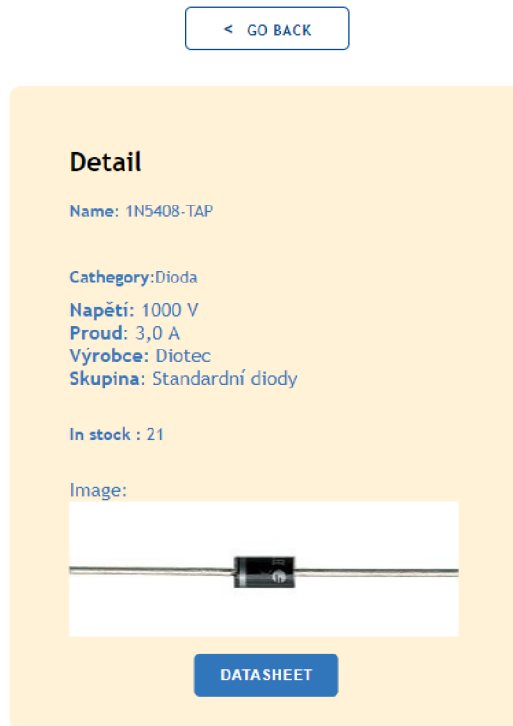 < GO BACK
Detail
Name: 1N5408-TAP
Cathegory:Dioda
Napětí: 1000 V
Proud: 3,0 A
Výrobce: Diotec
Skupina: Standardní diody
In stock : 21
Image:
DATASHEET